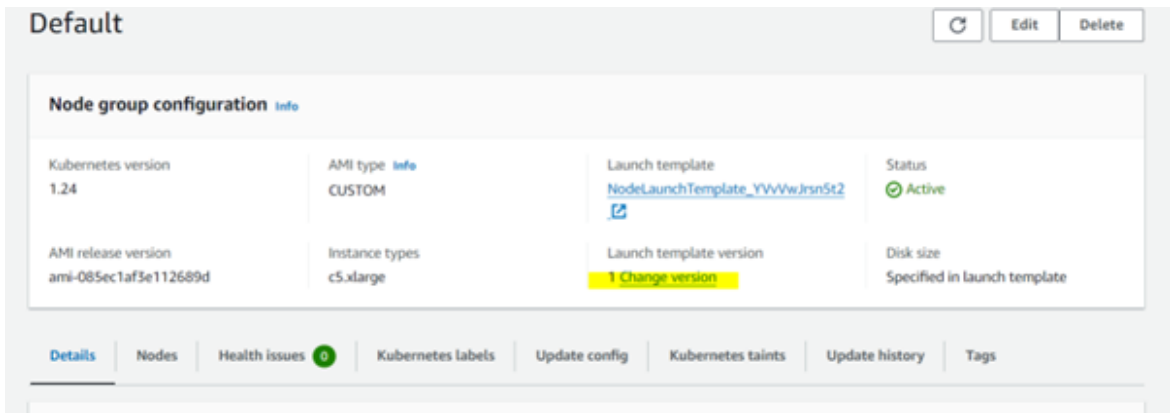 Default
Edit
Delete
Node group configuration Info
Kubernetes version
1.24
AMI type Info
CUSTOM
Launch template
NodeLaunchTemplate_YVvVwJrsnSt2
Status
Active
AMI release version
ami-085ec1af3e112689d
Instance types
c5.xlarge
Launch template version
1 Change version
Disk size
Specified in launch template
Details
Nodes
Health issues 0
Kubernetes labels
Update config
Kubernetes taints
Update history
Tags